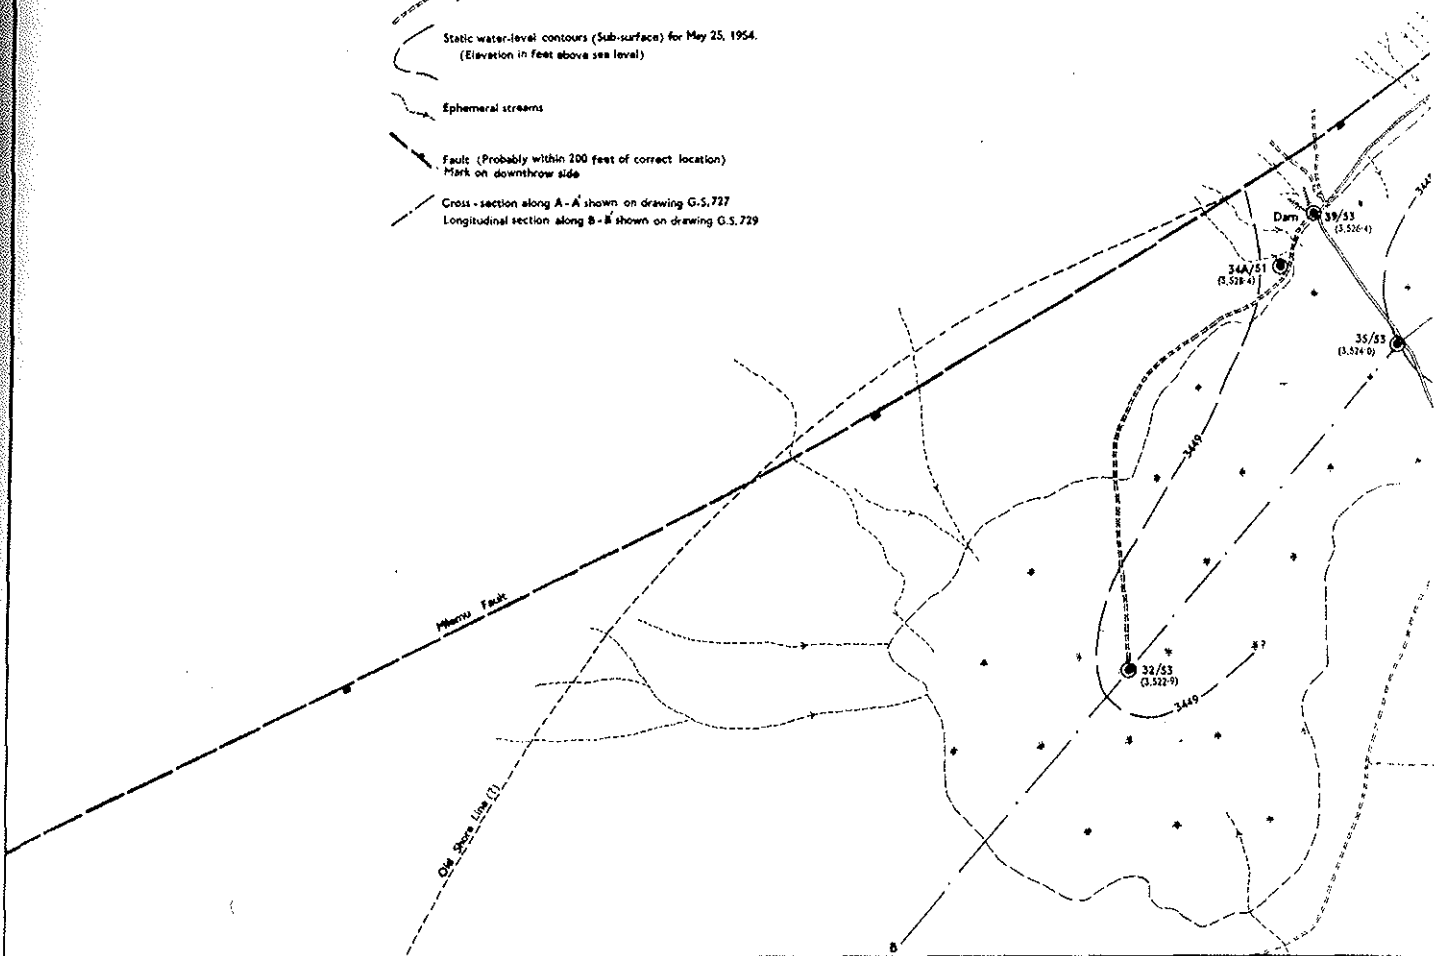 Static water-level contours (Sub-surface) for May 25, 1954.
(Elevation in feet above sea level)
Ephemeral streams
Fault (Probably within 200 feet of correct location)
Mark on downthrow side
Cross-section along A-A' shown on drawing G.S.727
Longitudinal section along B-B' shown on drawing G.S.729
Dam
39/53
(3,526·4)
34A/51
(3,528·4)
35/53
(3,524·0)
3449
Fault
32/53
(3,522·9)
?
3449
Old Shore Line (?)
B